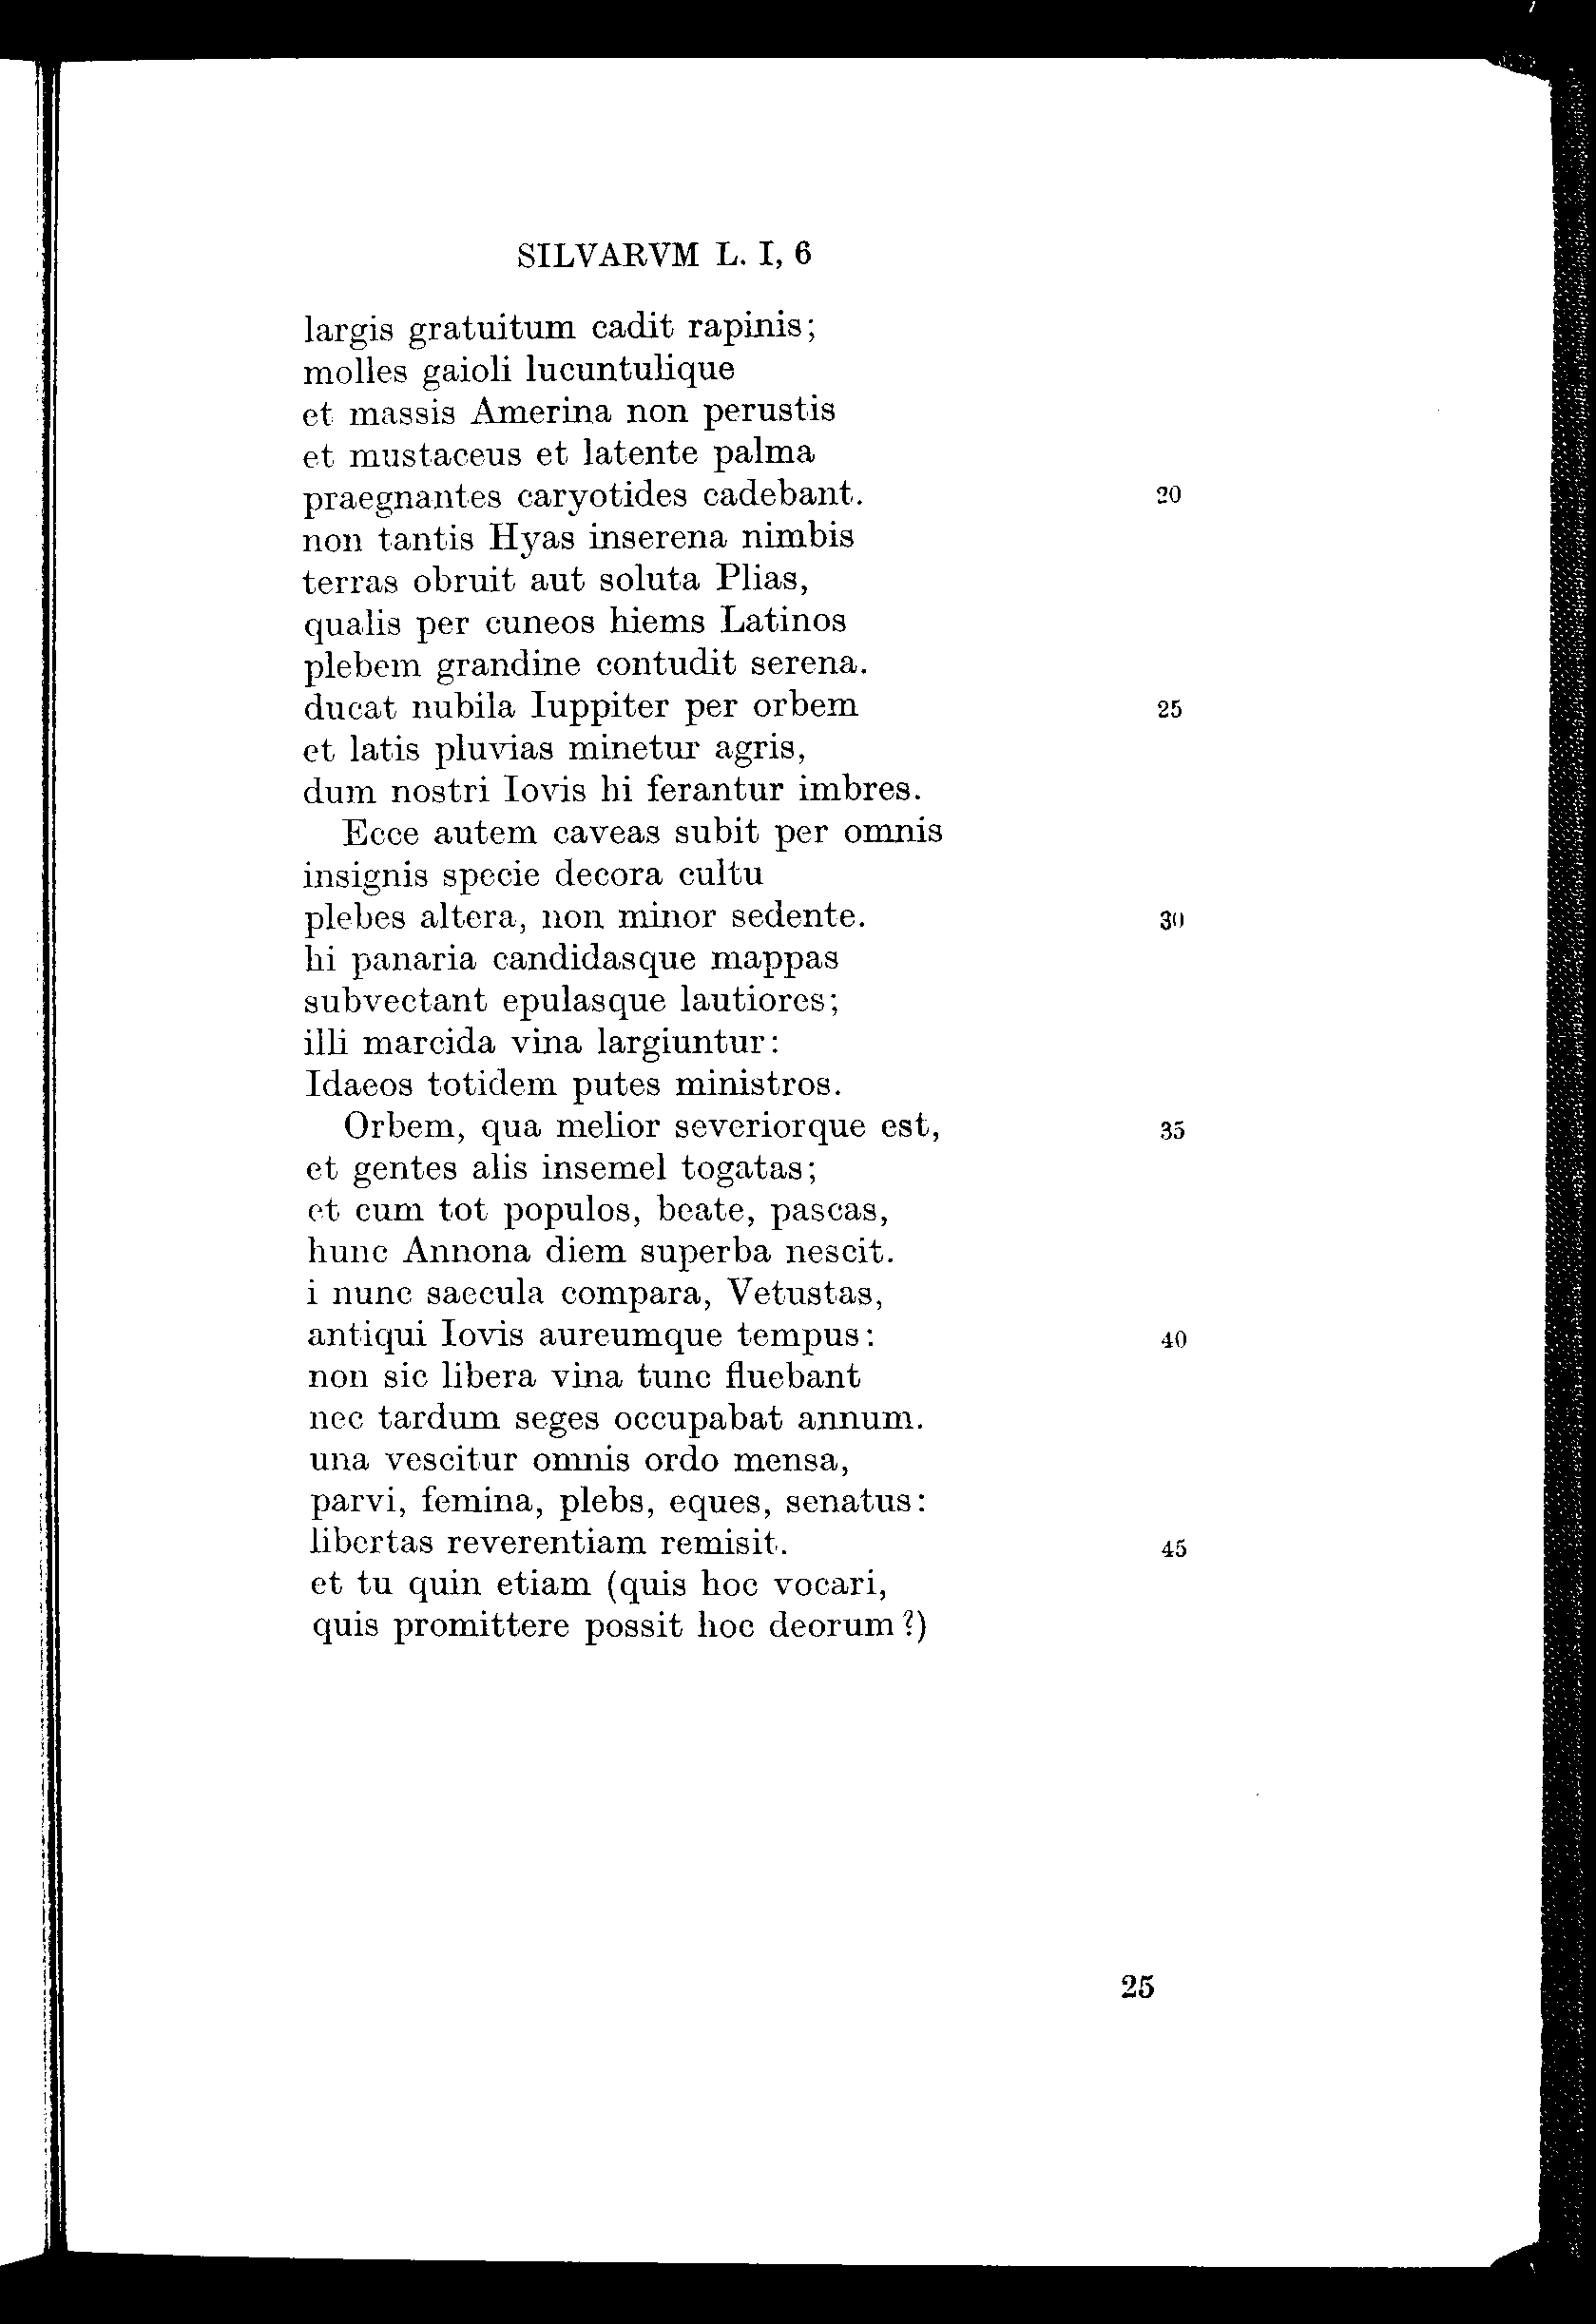 SILVARVM L. I, 6
largis gratuitum cadit rapinis;
molles gaioli lucuntulique
et massis Amerina non perustis
et mustaceus et latente palma
praegnantes caryotides cadebant. 20
non tantis Hyas inserena nimbis
terras obruit aut soluta Plias,
qualis per cuneos hiems Latinos
plebem grandine contudit serena.
ducat nubila Iuppiter per orbem 25
et latis pluvias minetur agris,
dum nostri Iovis hi ferantur imbres.
Ecce autem caveas subit per omnis
insignis specie decora cultu
plebes altera, non minor sedente. 30
hi panaria candidasque mappas
subvectant epulasque lautiores;
illi marcida vina largiuntur:
Idaeos totidem putes ministros.
Orbem, qua melior severiorque est, 35
et gentes alis insemel togatas;
et cum tot populos, beate, pascas,
hunc Annona diem superba nescit.
i nunc saecula compara, Vetustas,
antiqui Iovis aureumque tempus: 40
non sic libera vina tunc fluebant
nec tardum seges occupabat annum.
una vescitur omnis ordo mensa,
parvi, femina, plebs, eques, senatus:
libertas reverentiam remisit. 45
et tu quin etiam (quis hoc vocari,
quis promittere possit hoc deorum?)
25